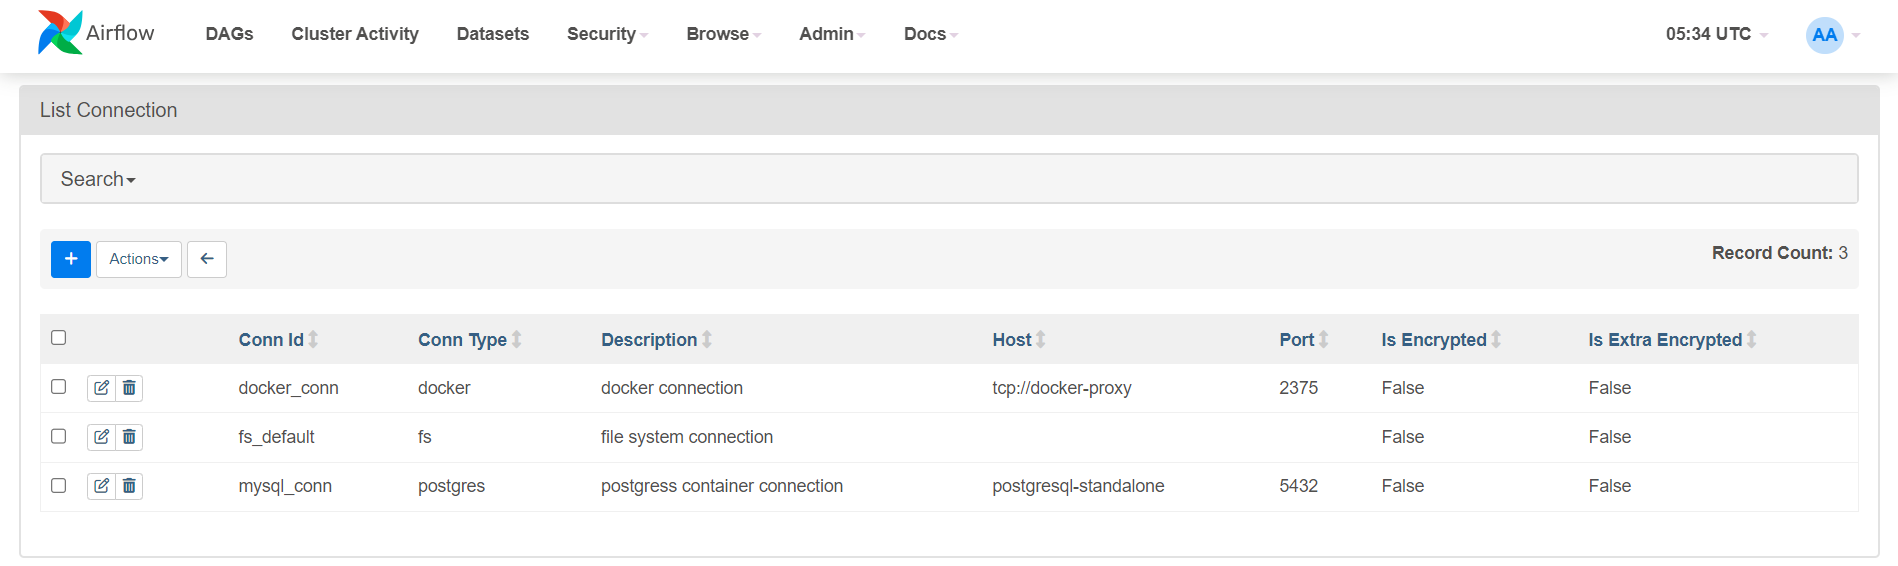 Airflow DAGs Cluster Activity Datasets Security Browse Admin Docs 05:34 UTC AA
List Connection
Search
+ Actions Record Count: 3
Conn Id Conn Type Description Host Port Is Encrypted Is Extra Encrypted
docker_conn docker docker connection tcp://docker-proxy 2375 False False
fs_default fs file system connection False False
mysql_conn postgres postgress container connection postgresql-standalone 5432 False False